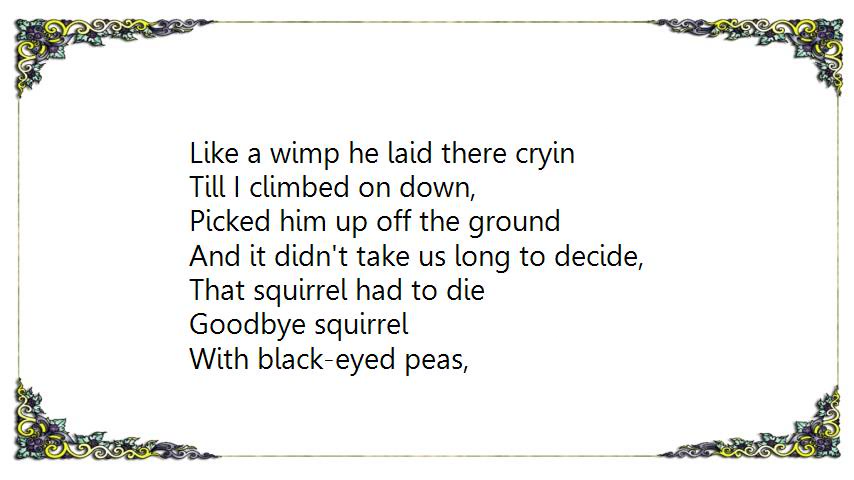 Like a wimp he laid there cryin
Till I climbed on down,
Picked him up off the ground
And it didn't take us long to decide,
That squirrel had to die
Goodbye squirrel
With black-eyed peas,